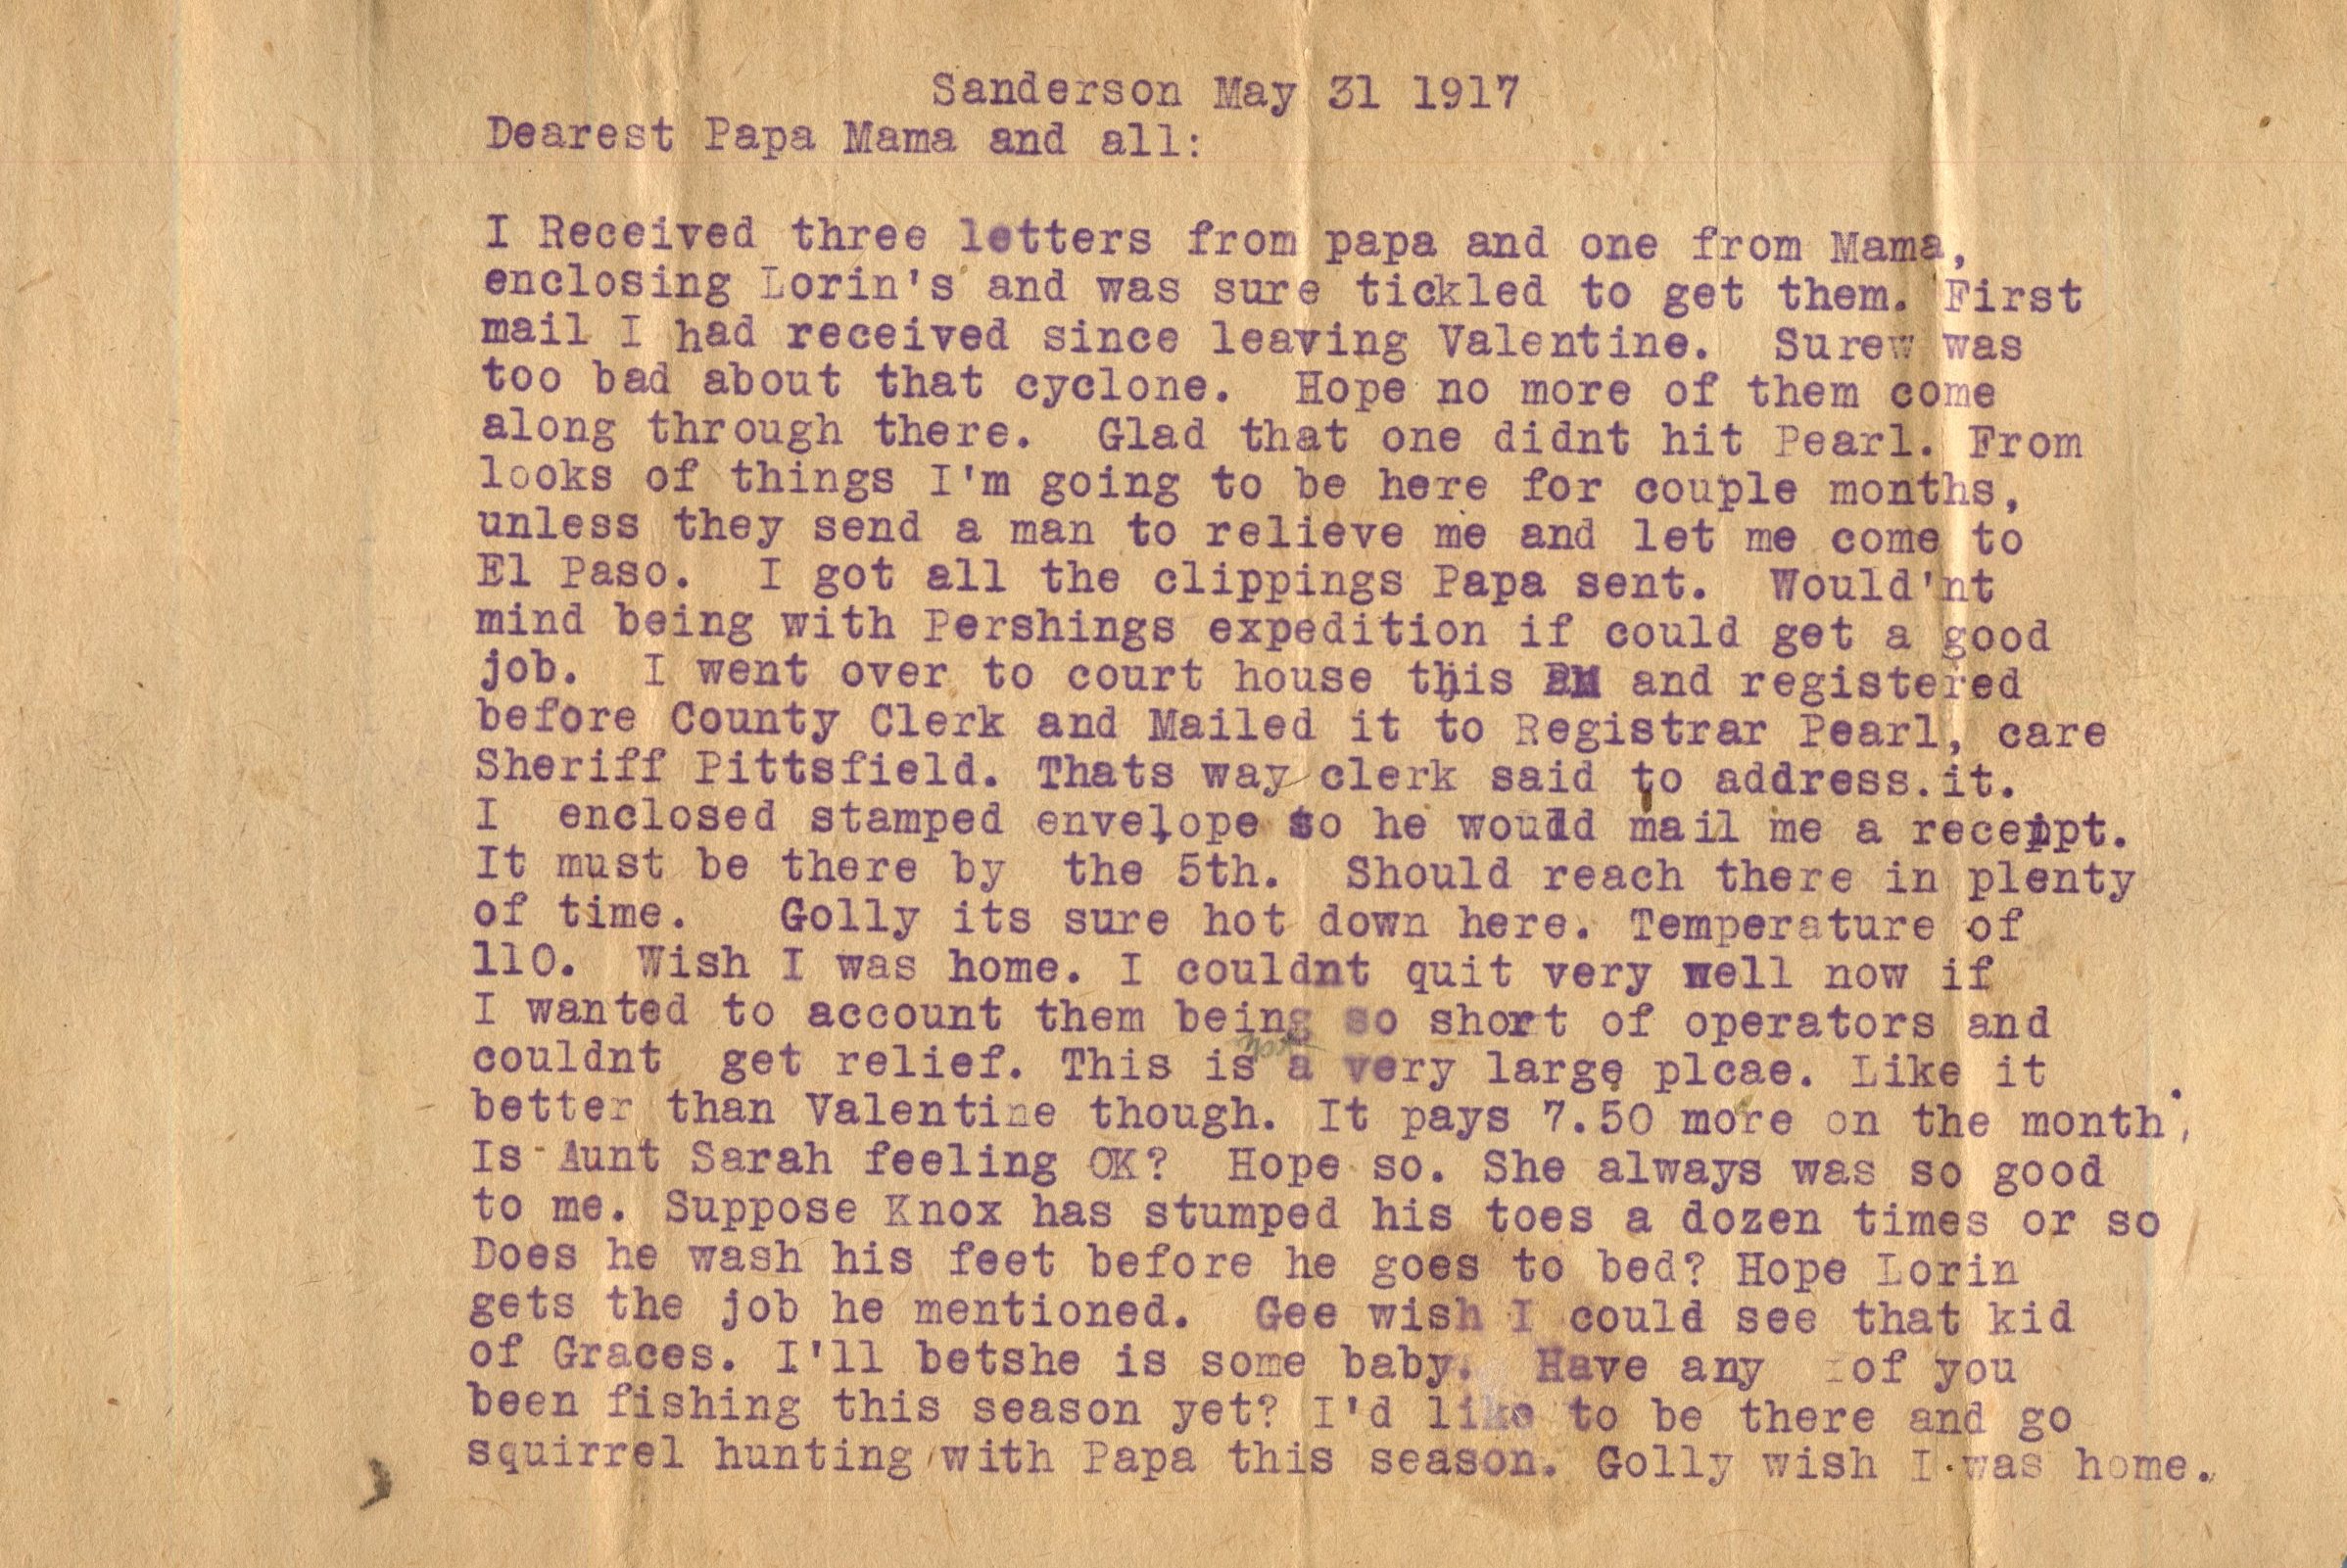 Sanderson May 31 1917
Dearest Papa Mama and all:
I Received three letters from papa and one from Mama,
enclosing Lorin's and was sure tickled to get them. First
mail I had received since leaving Valentine.  Surew was
too bad about that cyclone.  Hope no more of them come
along through there.  Glad that one didnt hit Pearl. From
looks of things I'm going to be here for couple months,
unless they send a man to relieve me and let me come to
El Paso.  I got all the clippings Papa sent.  Would'nt
mind being with Pershings expedition if could get a good
job.  I went over to court house this and registered
before County Clerk and Mailed it to Registrar Pearl, care
Sheriff Pittsfield. Thats way clerk said to address.it.
I  enclosed stamped envelope so he would mail me a receipt.
It must be there by  the 5th.  Should reach there in plenty
of time.   Golly its sure hot down here. Temperature of
110.  Wish I was home. I couldnt quit very well now if
I wanted to account them being so short of operators and
couldnt  get relief. This is a very large plcae. Like it
better than Valentine though. It pays 7.50 more on the month.
Is Aunt Sarah feeling OK?  Hope so. She always was so good
to me. Suppose Knox has stumped his toes a dozen times or so
Does he wash his feet before he goes to bed? Hope Lorin
gets the job he mentioned.  Gee wish I could see that kid
of Graces. I'll betshe is some baby.  Have any  of you
been fishing this season yet? I'd like to be there and go
squirrel hunting with Papa this season. Golly wish I was home.